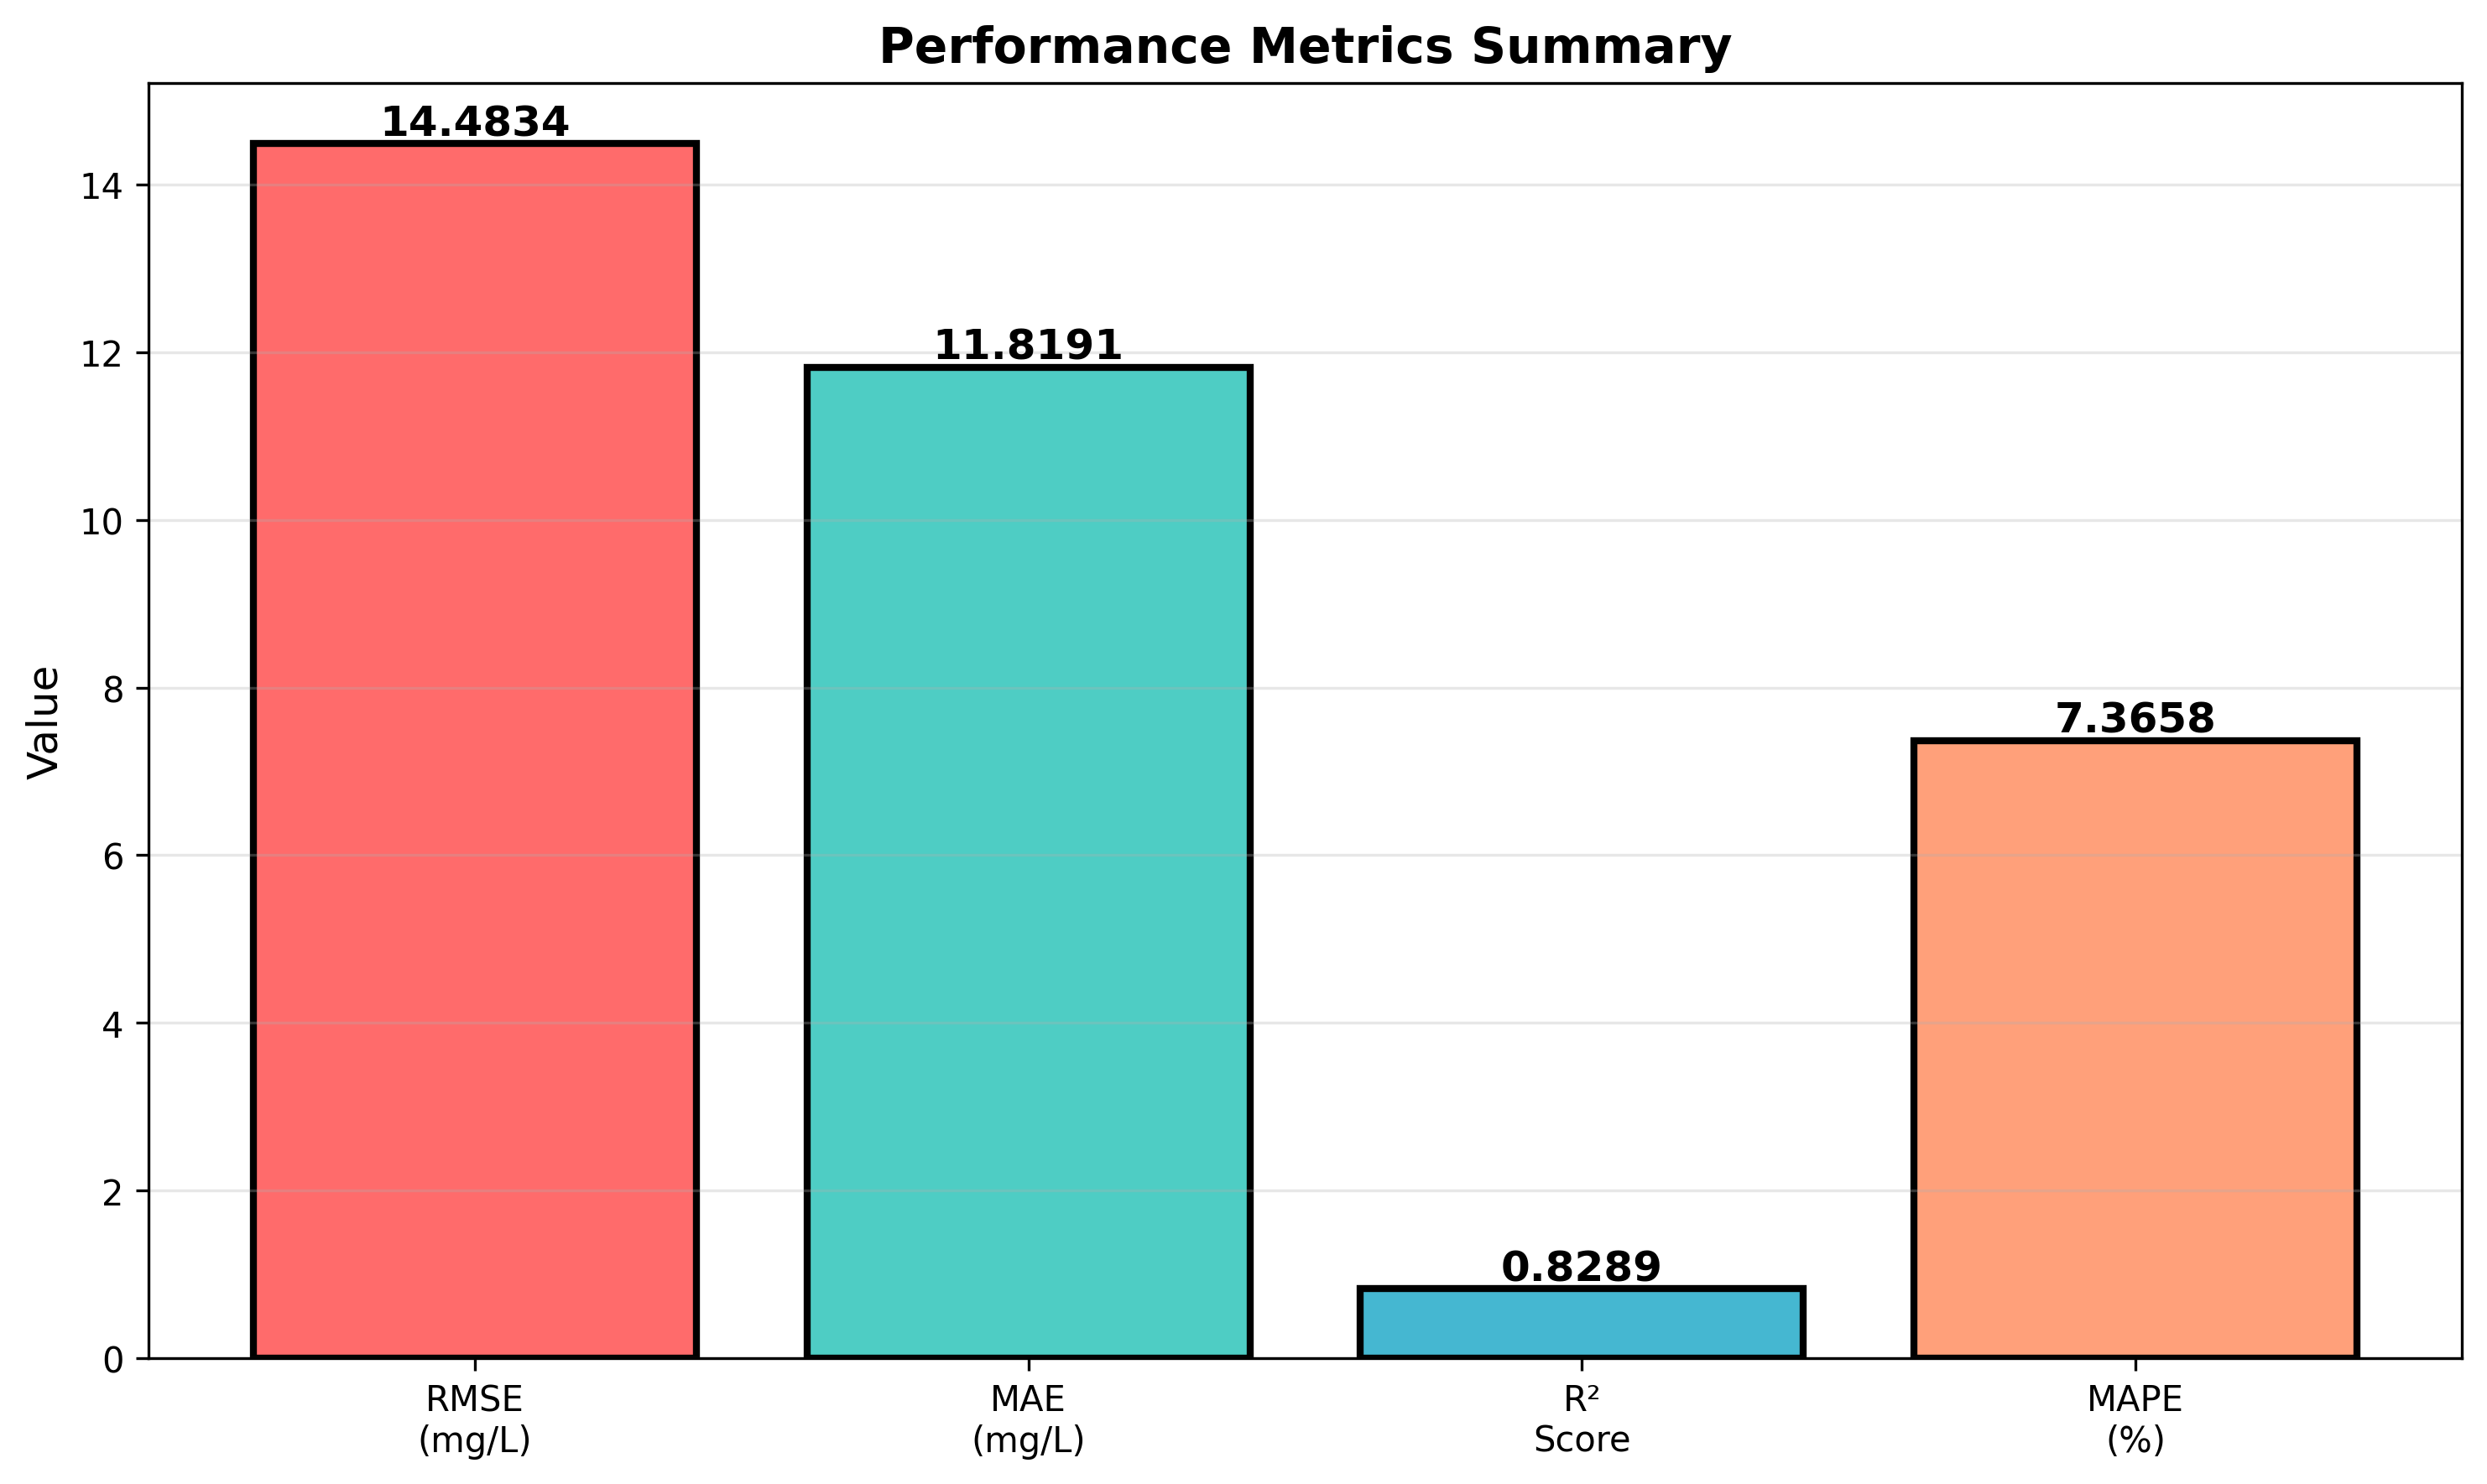 Performance Metrics Summary
14.4834
14
11.8191
12
10
Value
8
7.3658
6
4
2
0.8289
0
RMSE
(mg/L)
MAE
(mg/L)
R²
Score
MAPE
(%)